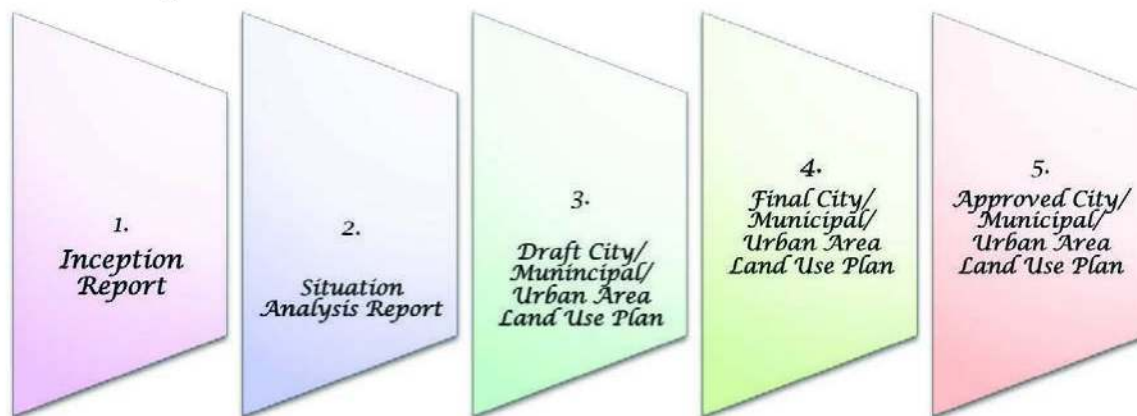 1.
Inception
Report
2.
Situation
Analysis Report
3.
Draft City/
Munincipal/
Urban Area
Land Use Plan
4.
Final City/
Municipal/
Urban Area
Land Use Plan
5.
Approved City/
Municipal/
Urban Area
Land Use Plan